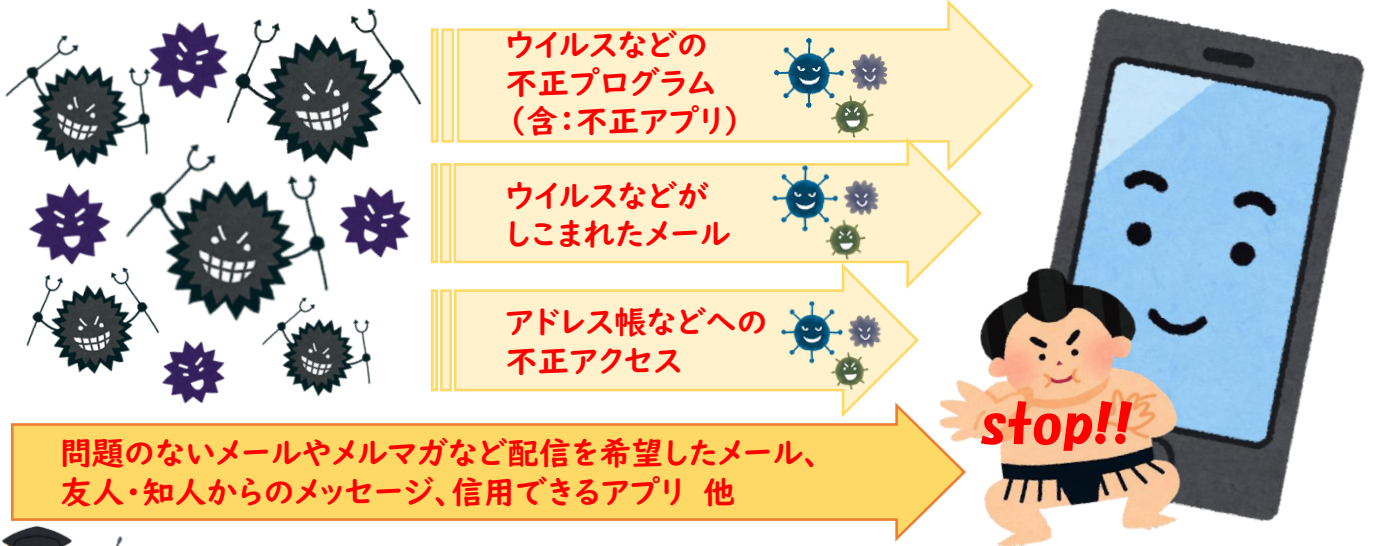 ウイルスなどの
不正プログラム
（含：不正アプリ）
ウイルスなどが
しこまれたメール
アドレス帳などへの
不正アクセス
stop!!
問題のないメールやメルマガなど配信を希望したメール、
友人・知人からのメッセージ、信用できるアプリ 他